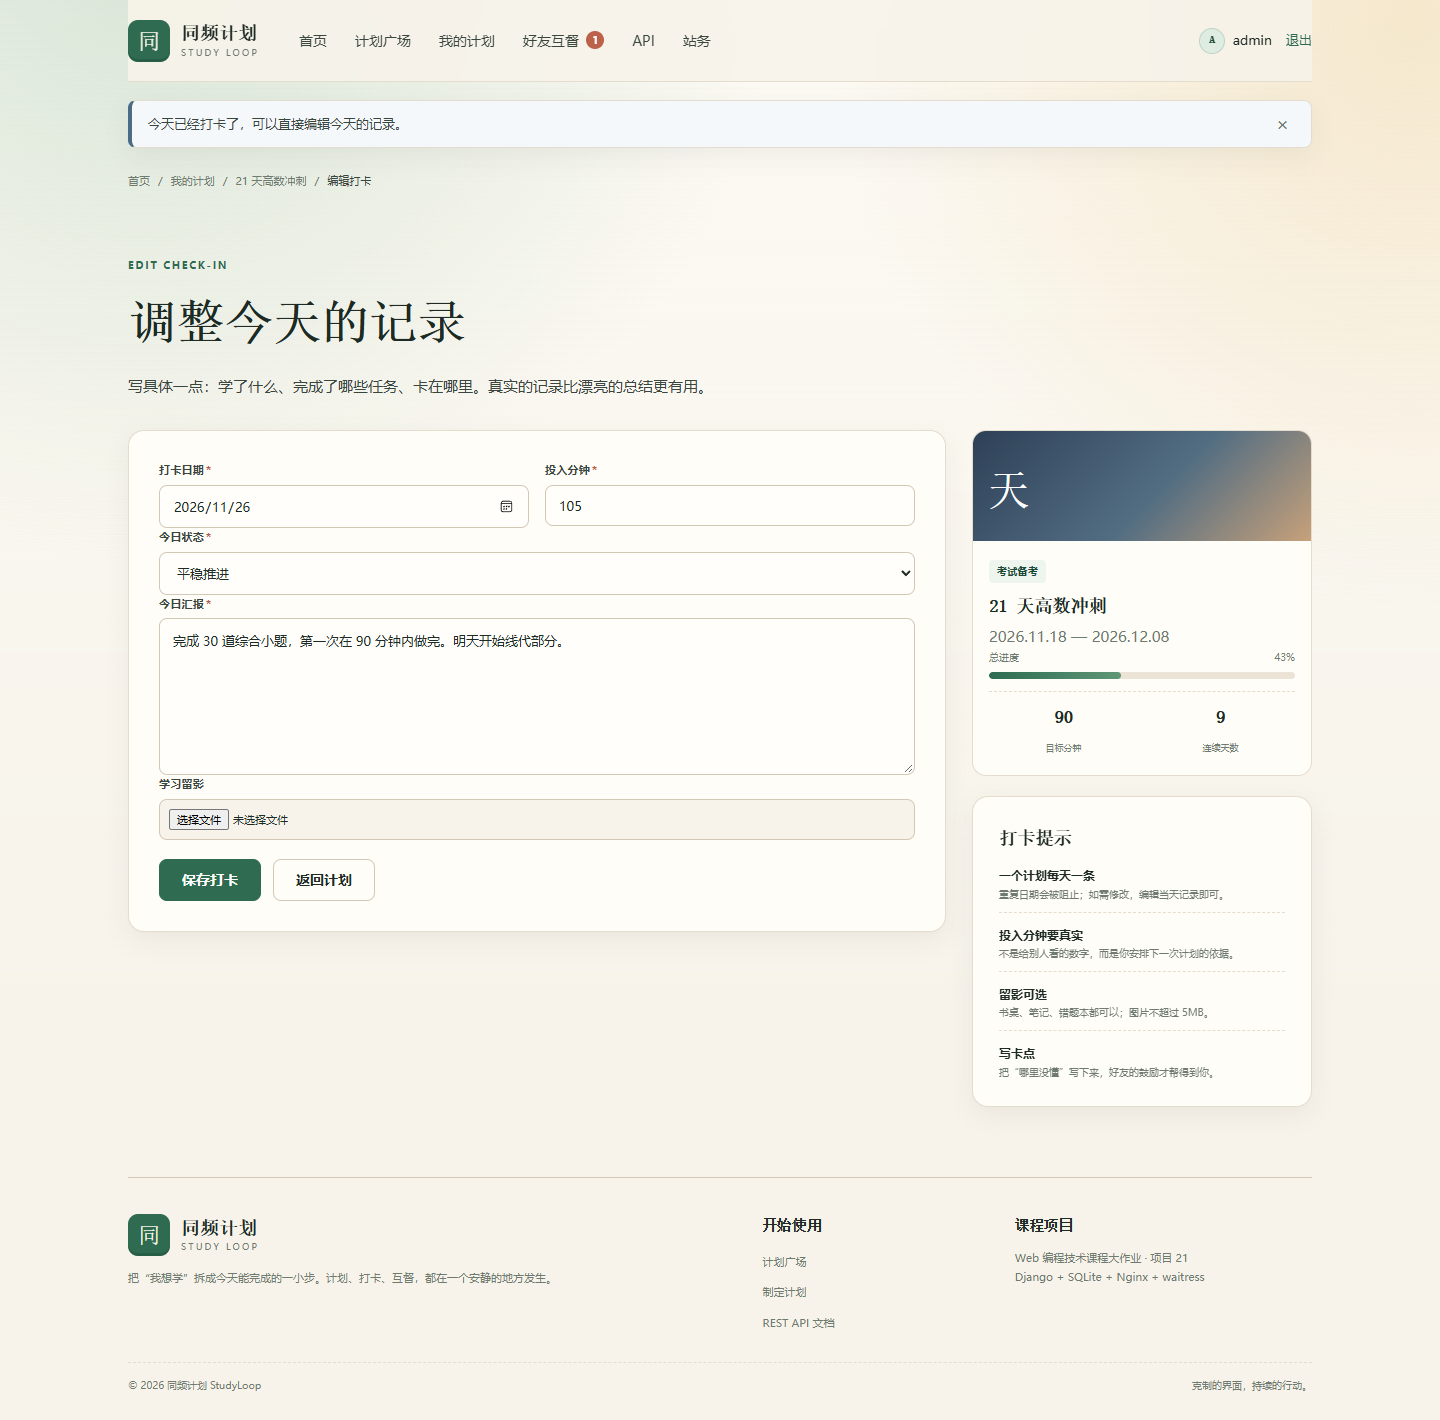 同 同频计划
STUDY LOOP
首页 计划广场 我的计划 好友互督 1 API 站务
A admin 退出
今天已经打卡了，可以直接编辑今天的记录。 ×
首页 / 我的计划 / 21 天高数冲刺 / 编辑打卡
EDIT CHECK-IN
调整今天的记录
写具体一点：学了什么、完成了哪些任务、卡在哪里。真实的记录比漂亮的总结更有用。
打卡日期*
2026/11/26
投入分钟*
105
今日状态*
平稳推进
今日汇报*
完成 30 道综合小题，第一次在 90 分钟内做完。明天开始线代部分。
学习留影
选择文件 未选择文件
保存打卡 返回计划
天
考试备考
21 天高数冲刺
2026.11.18 — 2026.12.08
总进度 43%
90
目标分钟
9
连续天数
打卡提示
一个计划每天一条
重复日期会被阻止；如需修改，编辑当天记录即可。
投入分钟要真实
不是给别人看的数字，而是你安排下一次计划的依据。
留影可选
书桌、笔记、错题本都可以；图片不超过 5MB。
写卡点
把“哪里没懂”写下来，好友的鼓励才帮得到你。
同 同频计划
STUDY LOOP
把“我想学”拆成今天能完成的一小步。计划、打卡、互督，都在一个安静的地方发生。
开始使用
计划广场
制定计划
REST API 文档
课程项目
Web 编程技术课程大作业 · 项目 21
Django + SQLite + Nginx + waitress
© 2026 同频计划 StudyLoop
克制的界面，持续的行动。